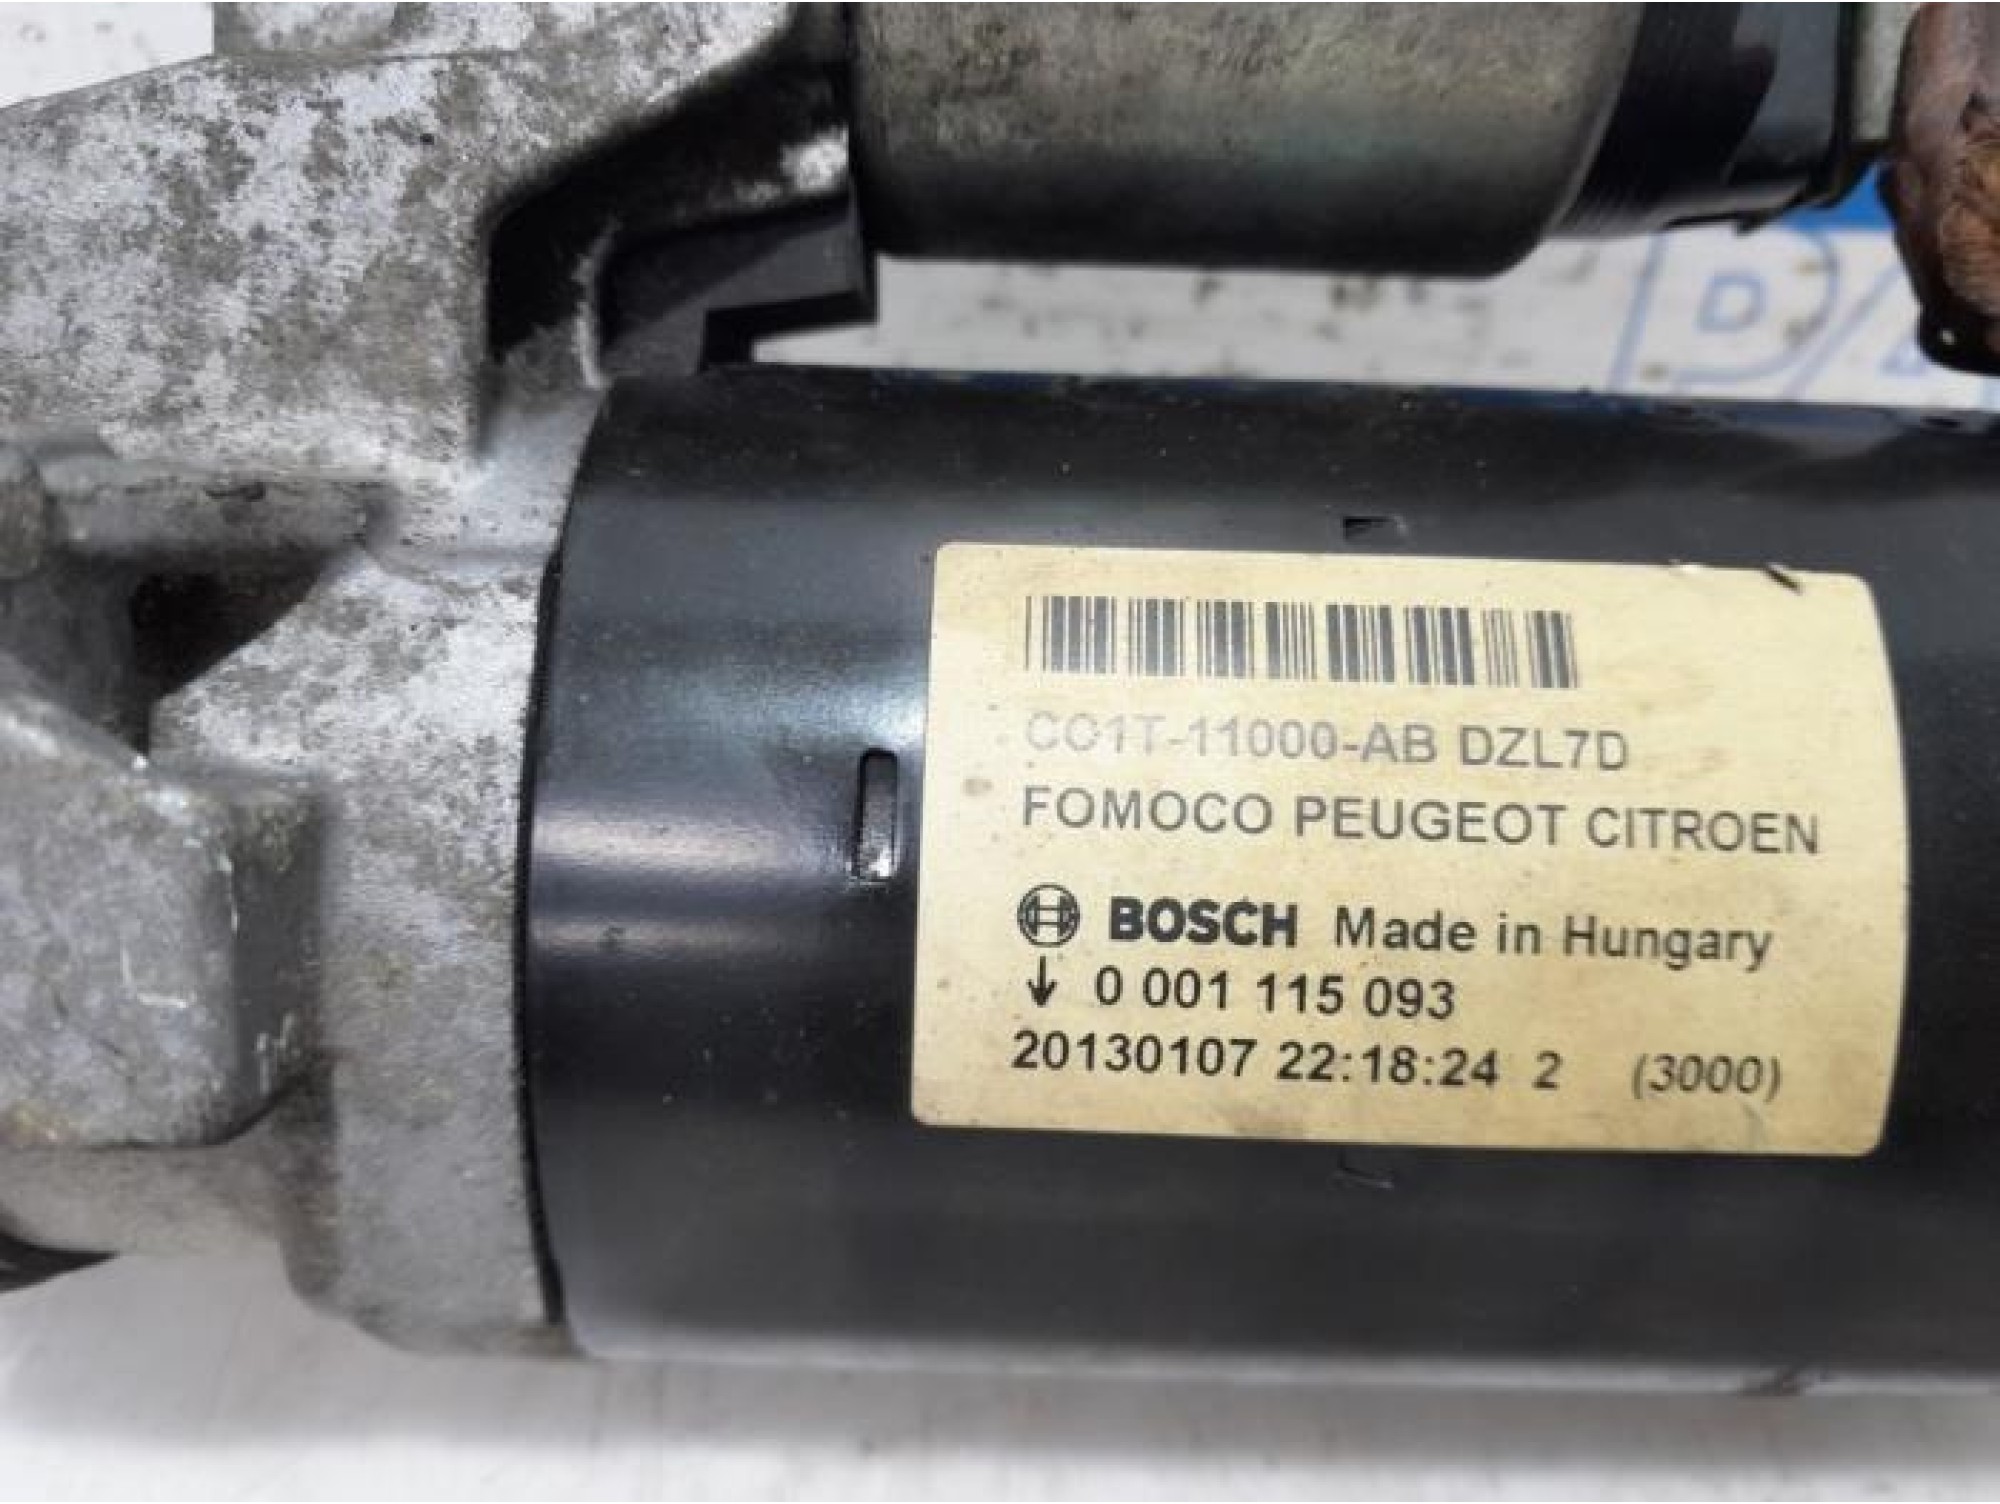 CC1T-11000-AB DZL7D
FOMOCO PEUGEOT CITROEN
BOSCH Made in Hungary
↓ 0 001 115 093
20130107 22:18:24 2 (3000)